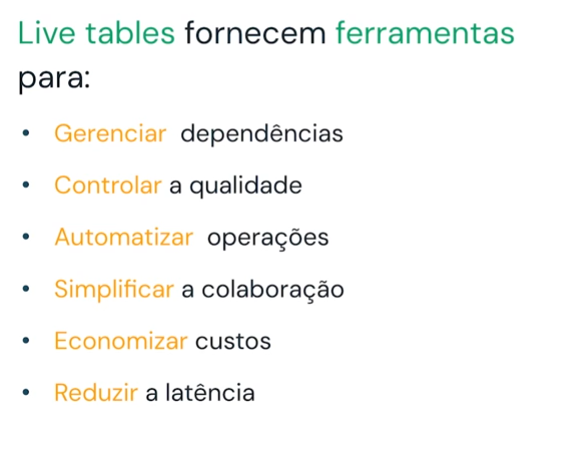 Live tables fornecem ferramentas
para:
• Gerenciar dependências
• Controlar a qualidade
• Automatizar operações
• Simplificar a colaboração
• Economizar custos
• Reduzir a latência